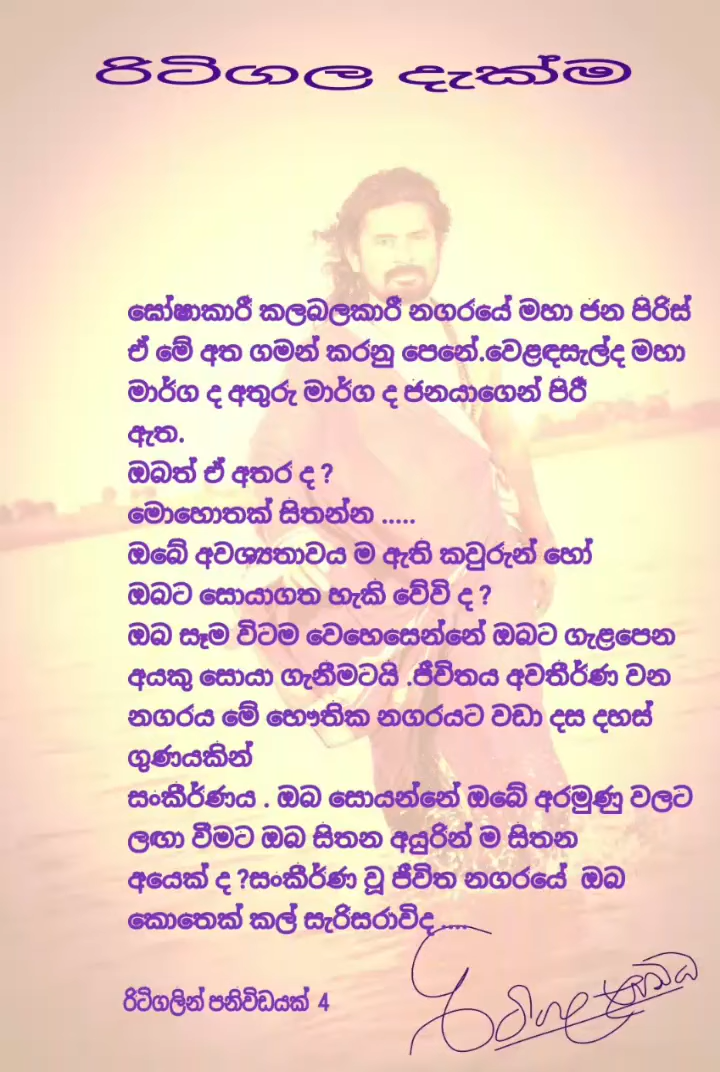 රිටිගල දැක්ම
ඝෝෂාකාරී කලබලකාරී නගරයේ මහා ජන පිරිස්
ඒ මේ අත ගමන් කරනු පෙනේ.වෙළඳසැල්ද මහා
මාර්ග ද අතුරු මාර්ග ද ජනයාගෙන් පිරී
ඇත.
ඔබත් ඒ අතර ද ?
මොහොතක් සිතන්න .....
ඔබේ අවශ්‍යතාවය ම ඇති කවුරුන් හෝ
ඔබට සොයාගත හැකි වේවි ද ?
ඔබ සෑම විටම වෙහෙසෙන්නේ ඔබට ගැළපෙන
අයකු සොයා ගැනීමටයි .ජීවිතය අවතීර්ණ වන
නගරය මේ භෞතික නගරයට වඩා දස දහස්
ගුණයකින්
සංකීර්ණය . ඔබ සොයන්නේ ඔබේ අරමුණු වලට
ලඟා වීමට ඔබ සිතන අයුරින් ම සිතන
අයෙක් ද ?සංකීර්ණ වූ ජීවිත නගරයේ  ඔබ
කොතෙක් කල් සැරිසරාවිද .....
රිටිගලින් පනිවිඩයක් 4
රිටිගල